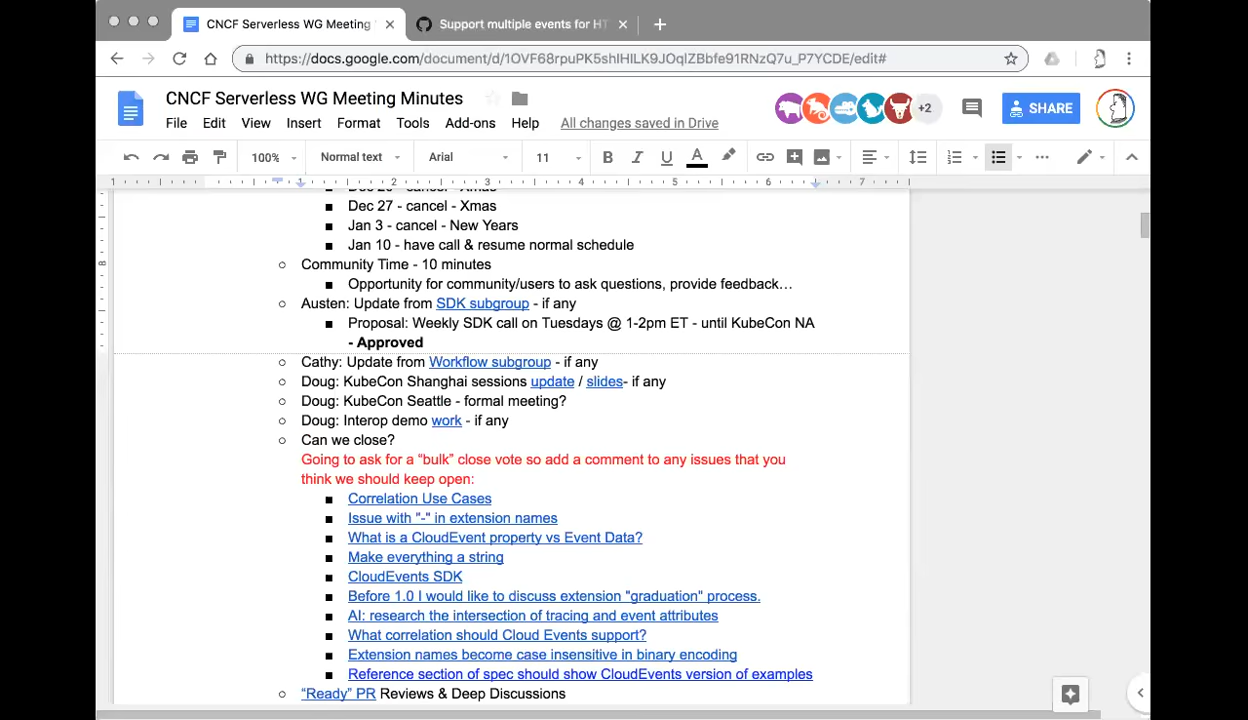 CNCF Serverless WG Meeting
Support multiple events for HT
https://docs.google.com/document/d/1OVF68rpuPK5shIHILK9JOqlZBbfe91RNzQ7u_P7YCDE/edit#
CNCF Serverless WG Meeting Minutes
+2
SHARE
File Edit View Insert Format Tools Add-ons Help All changes saved in Drive
100% Normal text Arial 11 B I U A
1 1 2 3 4 5 6 7
Dec 27 - cancel - Xmas
Jan 3 - cancel - New Years
Jan 10 - have call & resume normal schedule
Community Time - 10 minutes
Opportunity for community/users to ask questions, provide feedback…
Austen: Update from SDK subgroup - if any
Proposal: Weekly SDK call on Tuesdays @ 1-2pm ET - until KubeCon NA
- Approved
Cathy: Update from Workflow subgroup - if any
Doug: KubeCon Shanghai sessions update / slides- if any
Doug: KubeCon Seattle - formal meeting?
Doug: Interop demo work - if any
Can we close?
Going to ask for a “bulk” close vote so add a comment to any issues that you
think we should keep open:
Correlation Use Cases
Issue with "-" in extension names
What is a CloudEvent property vs Event Data?
Make everything a string
CloudEvents SDK
Before 1.0 I would like to discuss extension "graduation" process.
AI: research the intersection of tracing and event attributes
What correlation should Cloud Events support?
Extension names become case insensitive in binary encoding
Reference section of spec should show CloudEvents version of examples
“Ready” PR Reviews & Deep Discussions